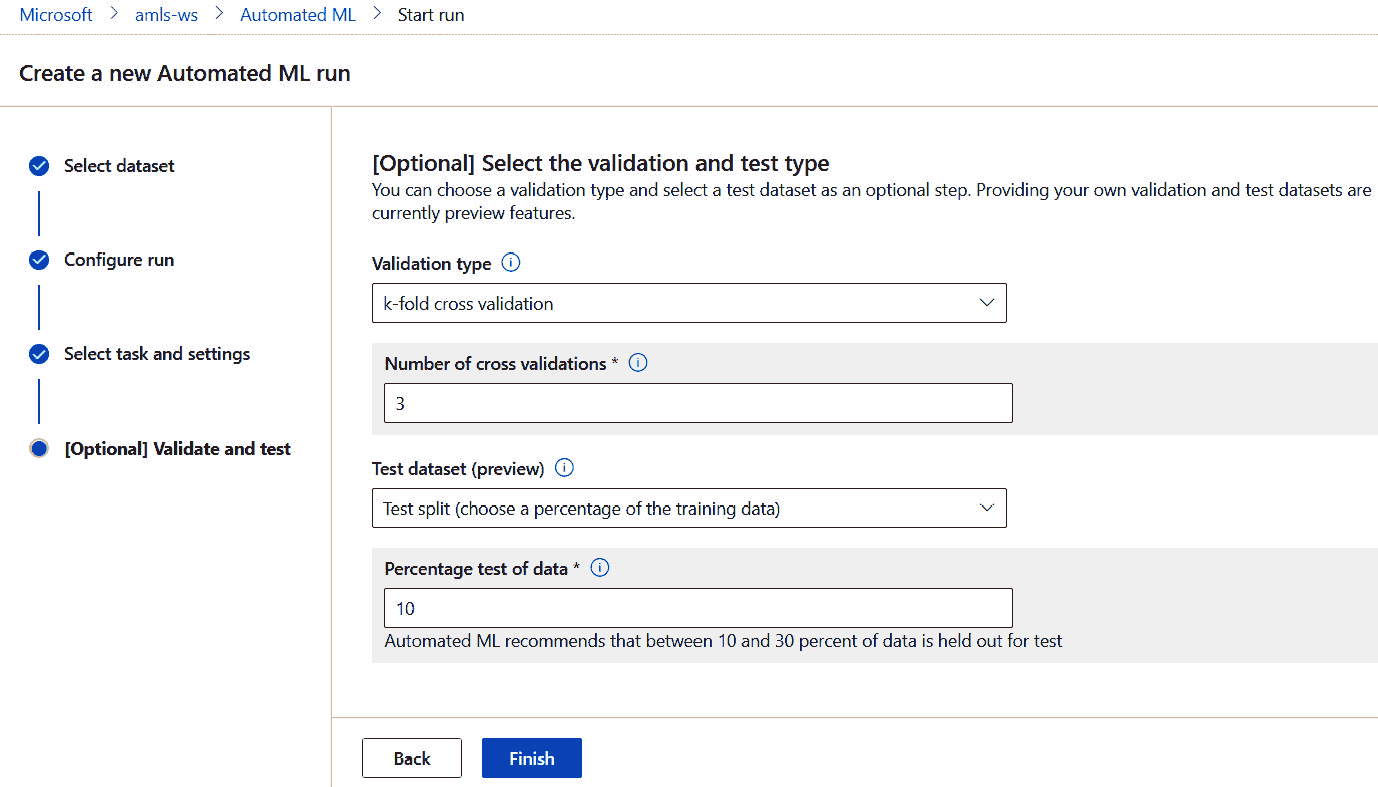 Microsoft > amls-ws > Automated ML > Start run
Create a new Automated ML run
Select dataset
Configure run
Select task and settings
[Optional] Validate and test
[Optional] Select the validation and test type
You can choose a validation type and select a test dataset as an optional step. Providing your own validation and test datasets are
currently preview features.
Validation type
k-fold cross validation
Number of cross validations *
3
Test dataset (preview)
Test split (choose a percentage of the training data)
Percentage test of data *
10
Automated ML recommends that between 10 and 30 percent of data is held out for test
Back
Finish